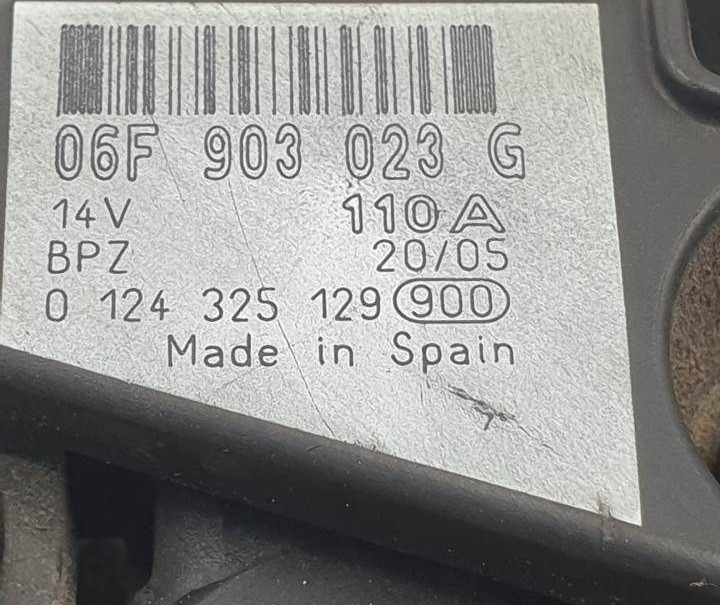 06F 903 023 G
14V 110A
BPZ 20/05
0 124 325 129 900
Made in Spain